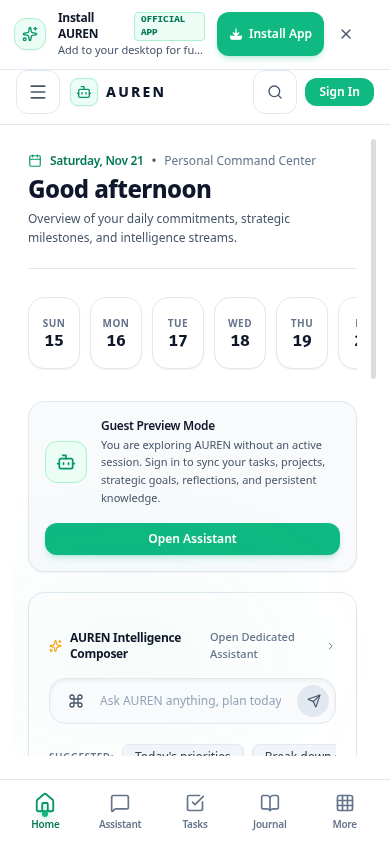 Install AUREN
OFFICIAL APP
Add to your desktop for fu...
Install App
AUREN
Sign In
Saturday, Nov 21 • Personal Command Center
Good afternoon
Overview of your daily commitments, strategic
milestones, and intelligence streams.
SUN MON TUE WED THU
15 16 17 18 19
Guest Preview Mode
You are exploring AUREN without an active
session. Sign in to sync your tasks, projects,
strategic goals, reflections, and persistent
knowledge.
Open Assistant
AUREN Intelligence
Composer
Open Dedicated
Assistant
Ask AUREN anything, plan today
SUGGESTED: Today's priorities Break down
Home Assistant Tasks Journal More